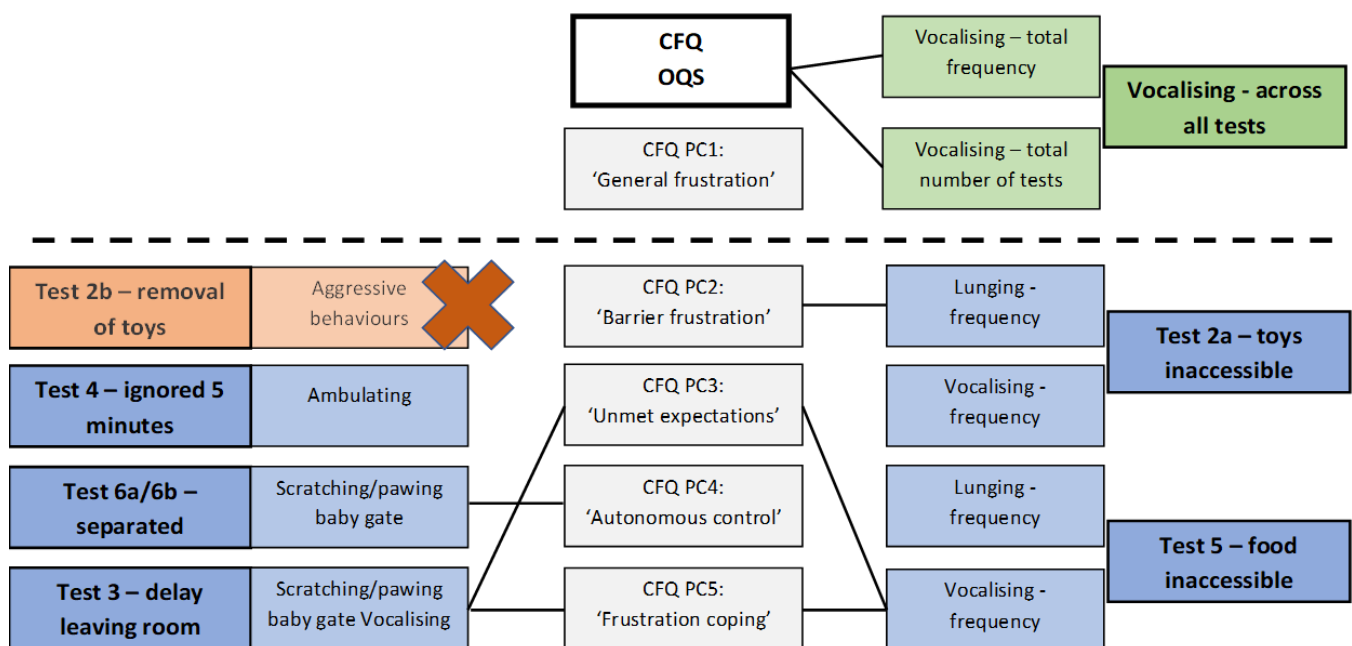 CFQ
OQS
Vocalising – total
frequency
Vocalising - across
all tests
CFQ PC1:
‘General frustration’
Vocalising – total
number of tests
Test 2b – removal
of toys
Aggressive
behaviours
CFQ PC2:
‘Barrier frustration’
Lunging -
frequency
Test 2a – toys
inaccessible
Test 4 – ignored 5
minutes
Ambulating
CFQ PC3:
‘Unmet expectations’
Vocalising -
frequency
Test 6a/6b –
separated
Scratching/pawing
baby gate
CFQ PC4:
‘Autonomous control’
Lunging -
frequency
Test 5 – food
inaccessible
Test 3 – delay
leaving room
Scratching/pawing
baby gate Vocalising
CFQ PC5:
‘Frustration coping’
Vocalising -
frequency